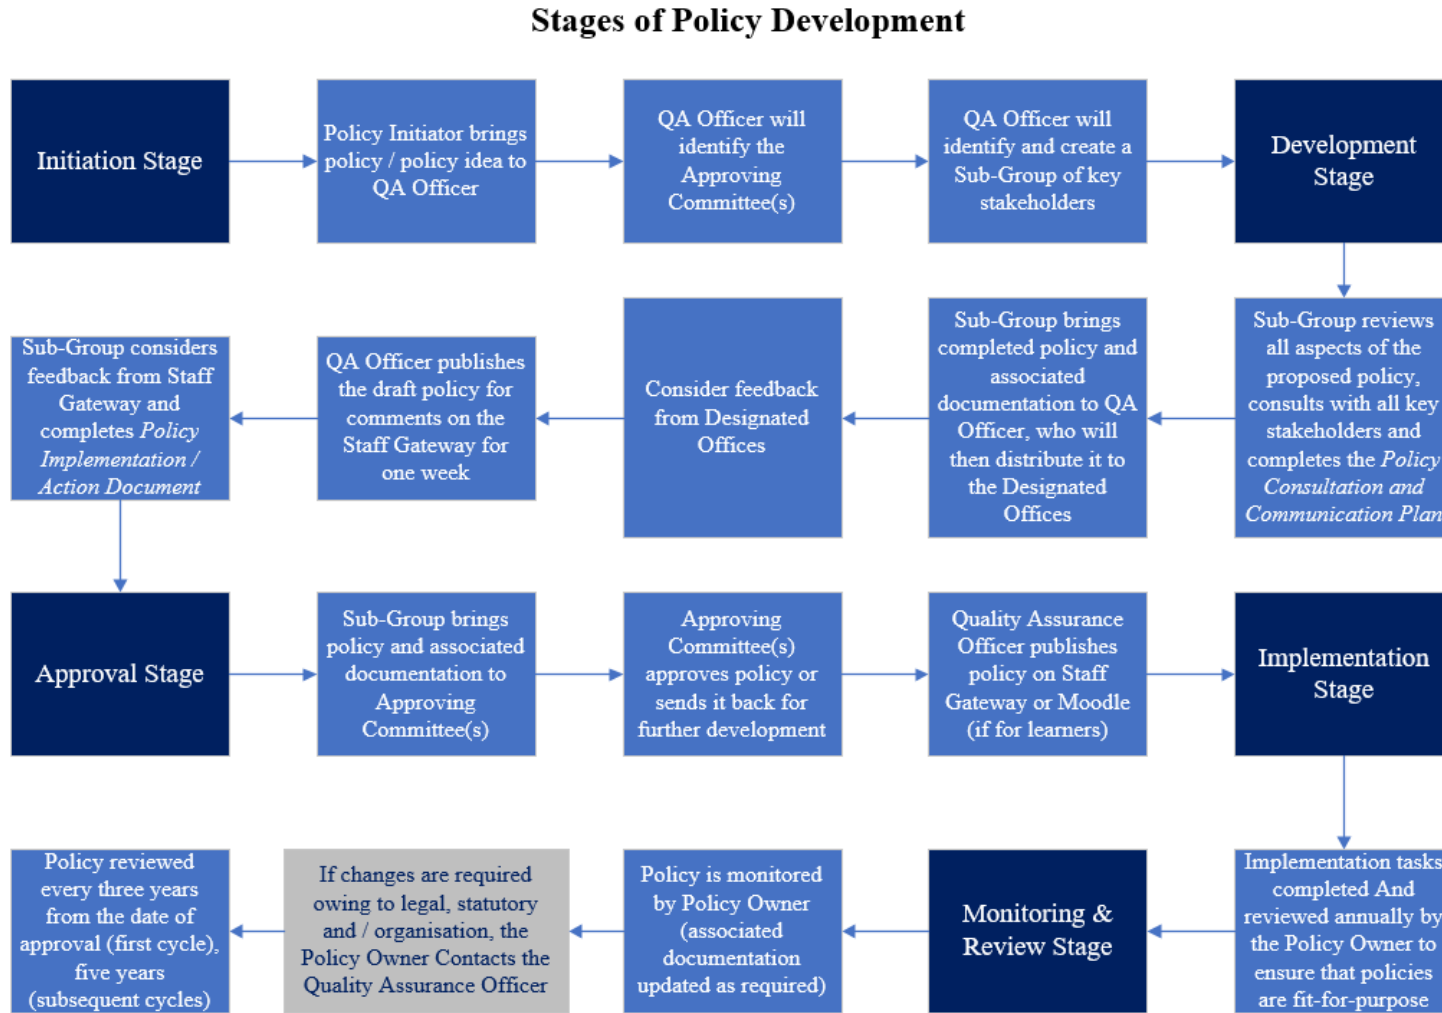 Stages of Policy Development
Initiation Stage
Policy Initiator brings
policy / policy idea to
QA Officer
QA Officer will
identify the
Approving
Committee(s)
QA Officer will
identify and create a
Sub-Group of key
stakeholders
Development
Stage
Sub-Group reviews
all aspects of the
proposed policy,
consults with all key
stakeholders and
completes the Policy
Consultation and
Communication Plan
Sub-Group brings
completed policy and
associated
documentation to QA
Officer, who will
then distribute it to
the Designated
Offices
Consider feedback
from Designated
Offices
QA Officer publishes
the draft policy for
comments on the
Staff Gateway for
one week
Sub-Group considers
feedback from Staff
Gateway and
completes Policy
Implementation /
Action Document
Approval Stage
Sub-Group brings
policy and associated
documentation to
Approving
Committee(s)
Approving
Committee(s)
approves policy or
sends it back for
further development
Quality Assurance
Officer publishes
policy on Staff
Gateway or Moodle
(if for learners)
Implementation
Stage
Implementation tasks
completed And
reviewed annually by
the Policy Owner to
ensure that policies
are fit-for-purpose
Monitoring &
Review Stage
Policy is monitored
by Policy Owner
(associated
documentation
updated as required)
If changes are required
owing to legal, statutory
and / organisation, the
Policy Owner Contacts the
Quality Assurance Officer
Policy reviewed
every three years
from the date of
approval (first cycle),
five years
(subsequent cycles)